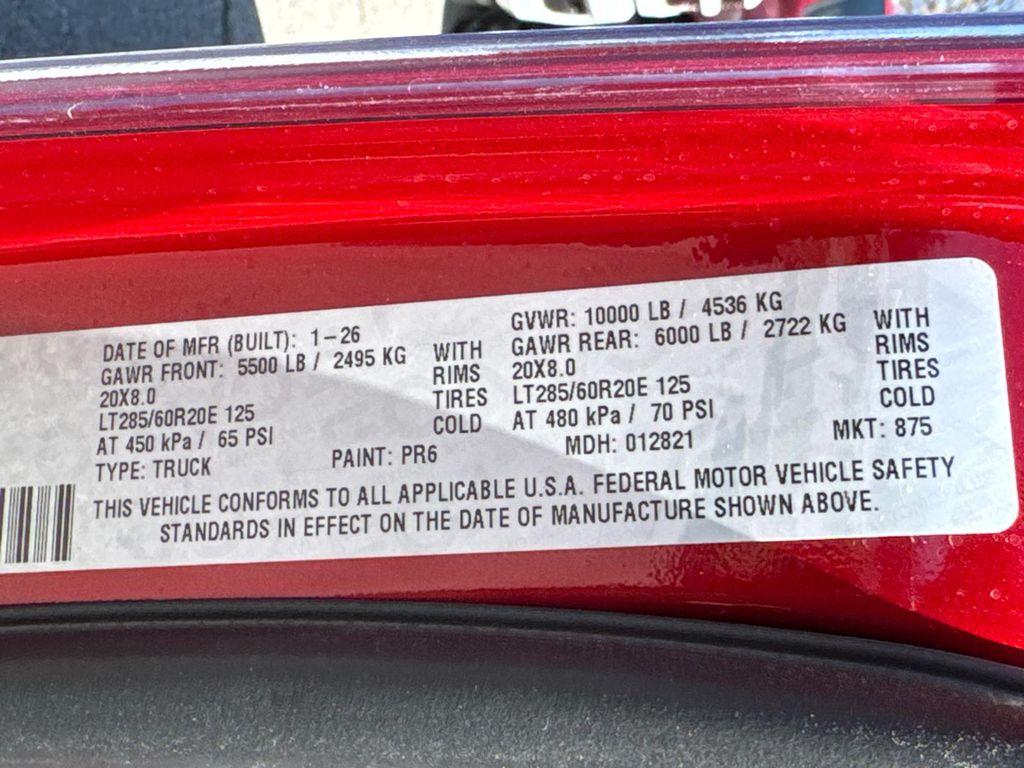 DATE OF MFR (BUILT): 1-26
GAWR FRONT: 5500 LB / 2495 KG
20X8.0
LT285/60R20E 125
AT 450 kPa / 65 PSI
WITH
RIMS
TIRES
COLD
GVWR: 10000 LB / 4536 KG
GAWR REAR: 6000 LB / 2722 KG
20X8.0
LT285/60R20E 125
AT 480 kPa / 70 PSI
WITH
RIMS
TIRES
COLD
TYPE: TRUCK PAINT: PR6 MDH: 012821 MKT: 875
THIS VEHICLE CONFORMS TO ALL APPLICABLE U.S.A. FEDERAL MOTOR VEHICLE SAFETY
STANDARDS IN EFFECT ON THE DATE OF MANUFACTURE SHOWN ABOVE.